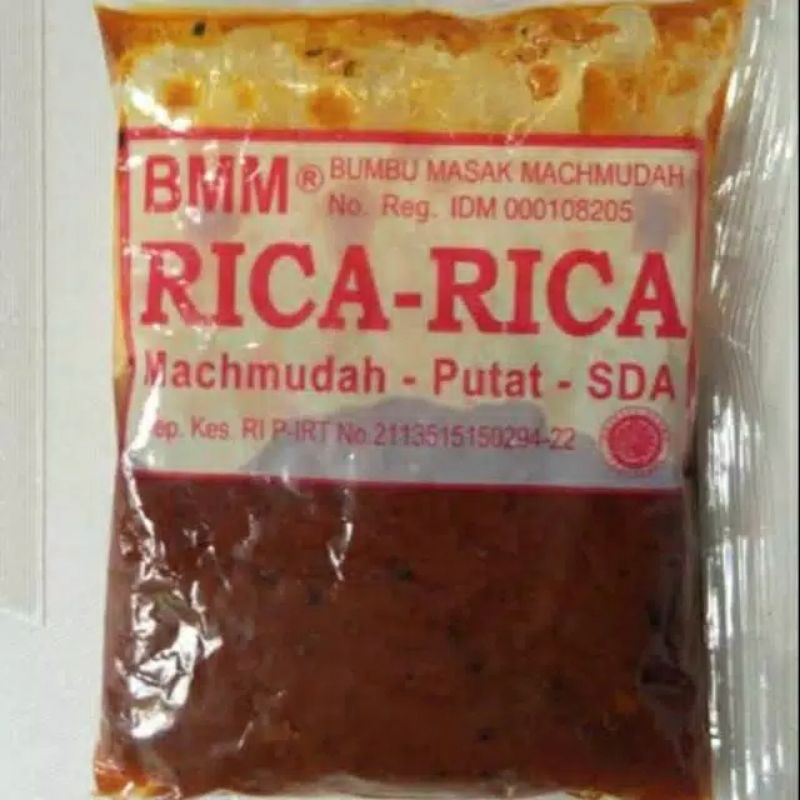 BMM® BUMBU MASAK MACHMUDAH
No. Reg. IDM 000108205
RICA-RICA
Machmudah - Putat - SDA
ep. Kes. RI P-IRT No.2113515150294-22